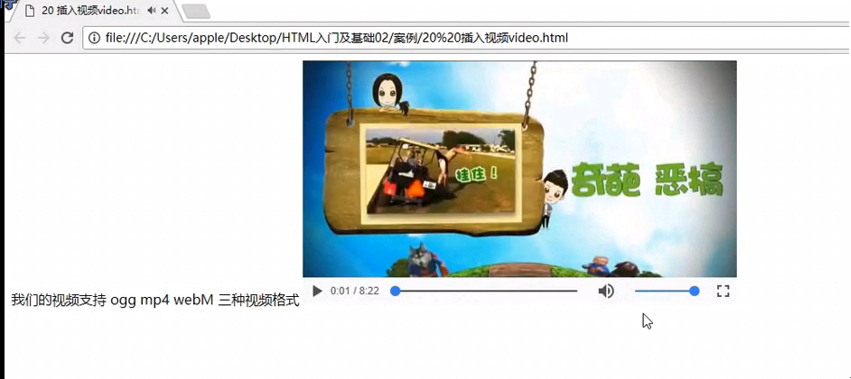 20 插入视频video.ht
file:///C:/Users/apple/Desktop/HTML入门及基础02/案例/20%20插入视频video.html
挂住！
奇葩 恶搞
我们的视频支持 ogg mp4 webM 三种视频格式
0:01 / 8:22